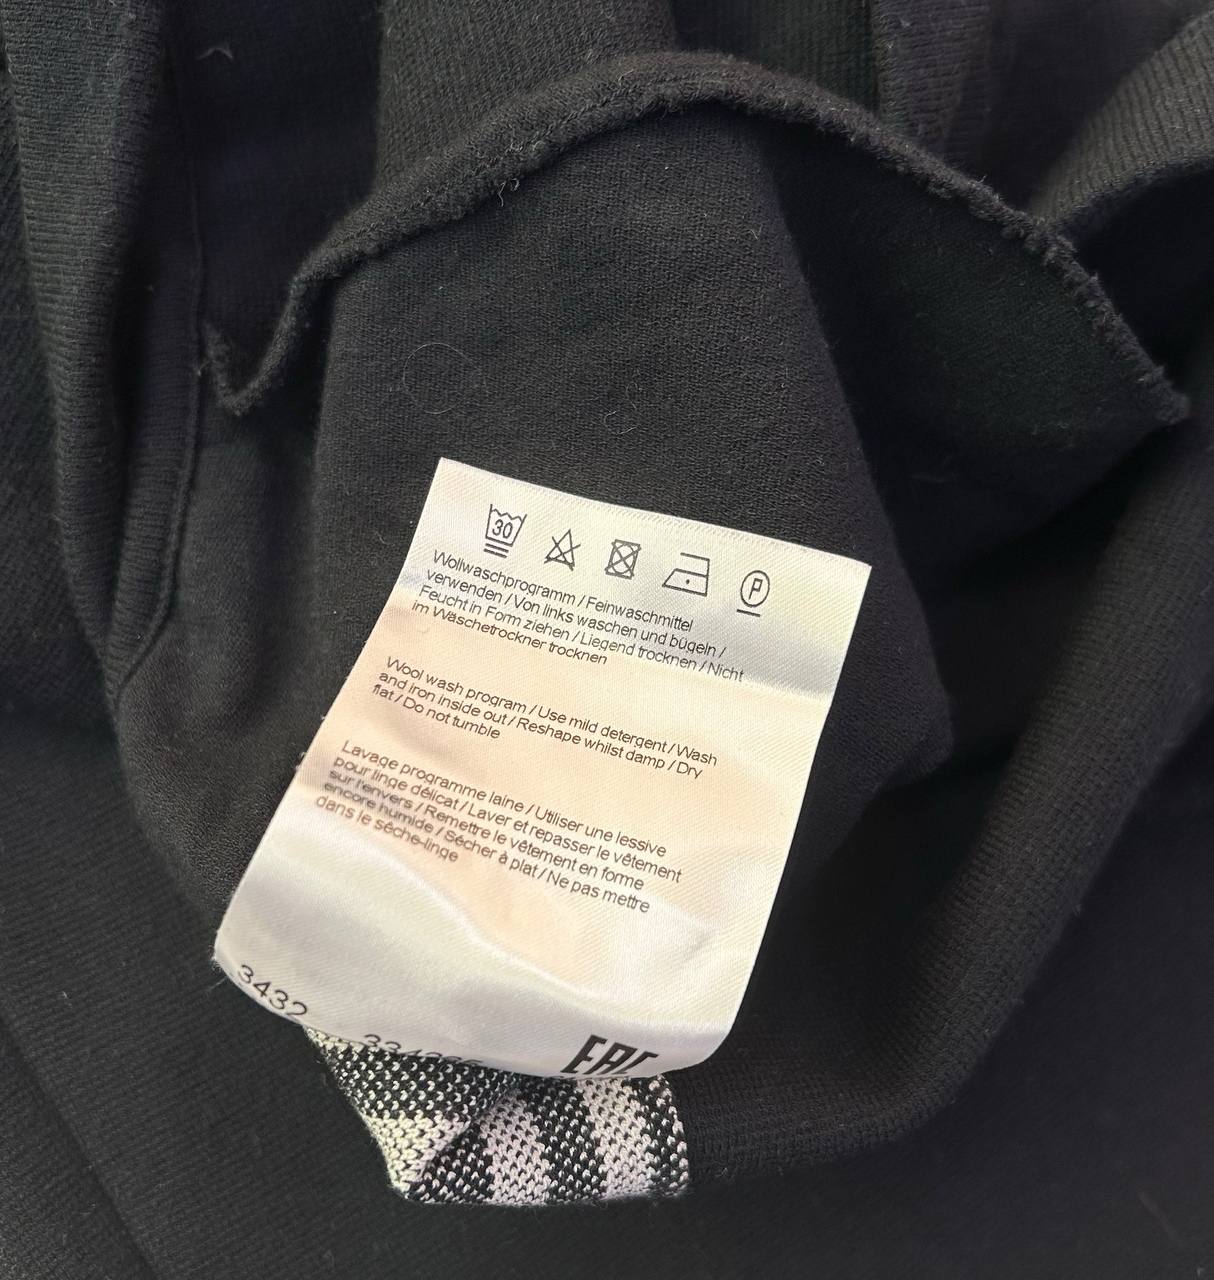 30
P
Wollwaschprogramm / Feinwaschmittel
verwenden / Von links waschen und bügeln /
Feucht in Form ziehen / Liegend trocknen / Nicht
im Wäschetrockner trocknen
Wool wash program / Use mild detergent / Wash
and iron inside out / Reshape whilst damp / Dry
flat / Do not tumble
Lavage programme laine / Utiliser une lessive
pour linge délicat / Laver et repasser le vêtement
sur l'envers / Remettre le vêtement en forme
encore humide / Sécher à plat / Ne pas mettre
dans le séche-linge
3432
EAC